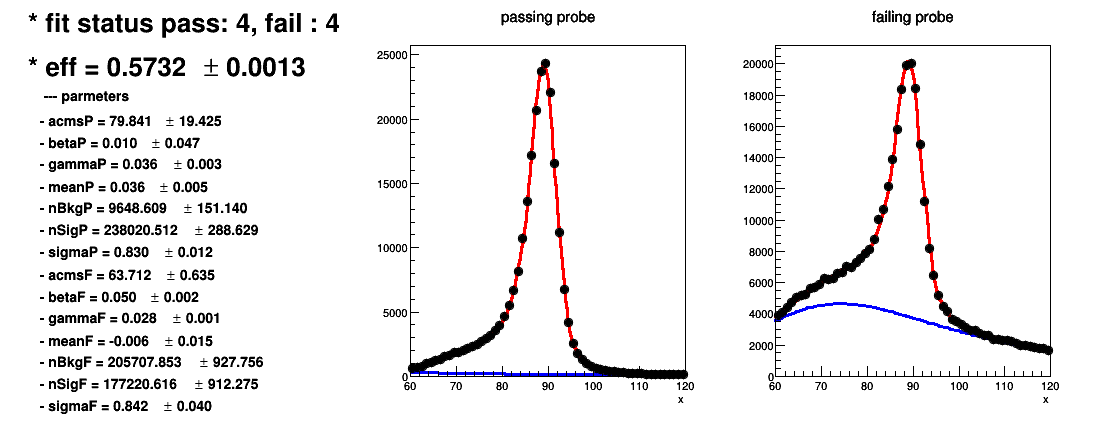 * fit status pass: 4, fail : 4
* eff = 0.5732 ± 0.0013
--- parmeters
- acmsP = 79.841 ± 19.425
- betaP = 0.010 ± 0.047
- gammaP = 0.036 ± 0.003
- meanP = 0.036 ± 0.005
- nBkgP = 9648.609 ± 151.140
- nSigP = 238020.512 ± 288.629
- sigmaP = 0.830 ± 0.012
- acmsF = 63.712 ± 0.635
- betaF = 0.050 ± 0.002
- gammaF = 0.028 ± 0.001
- meanF = -0.006 ± 0.015
- nBkgF = 205707.853 ± 927.756
- nSigF = 177220.616 ± 912.275
- sigmaF = 0.842 ± 0.040
passing probe
25000
20000
15000
10000
5000
0
60 70 80 90 100 110 120
x
failing probe
20000
18000
16000
14000
12000
10000
8000
6000
4000
2000
0
60 70 80 90 100 110 120
x